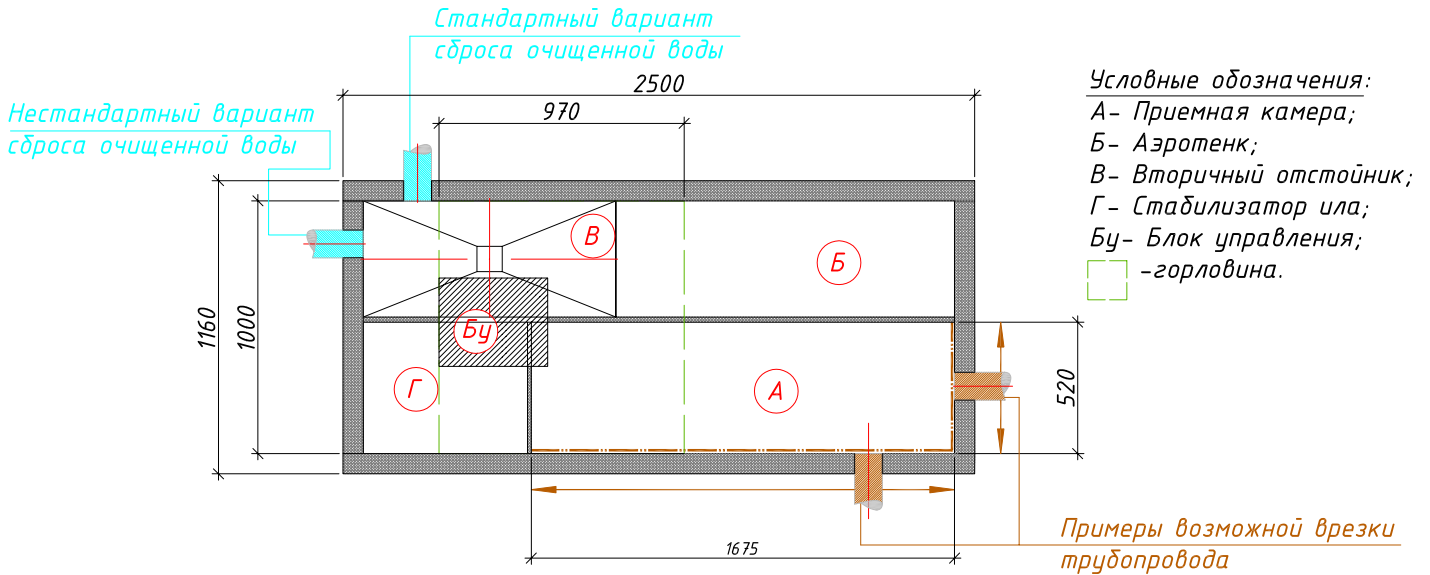 Стандартный вариант
сброса очищенной воды
Нестандартный вариант
сброса очищенной воды
2500
970
1160
1000
В
Б
Бу
Г
А
520
1675
Условные обозначения:
А- Приемная камера;
Б- Аэротенк;
В- Вторичный отстойник;
Г- Стабилизатор ила;
Бу- Блок управления;
-горловина.
Примеры возможной врезки
трубопровода